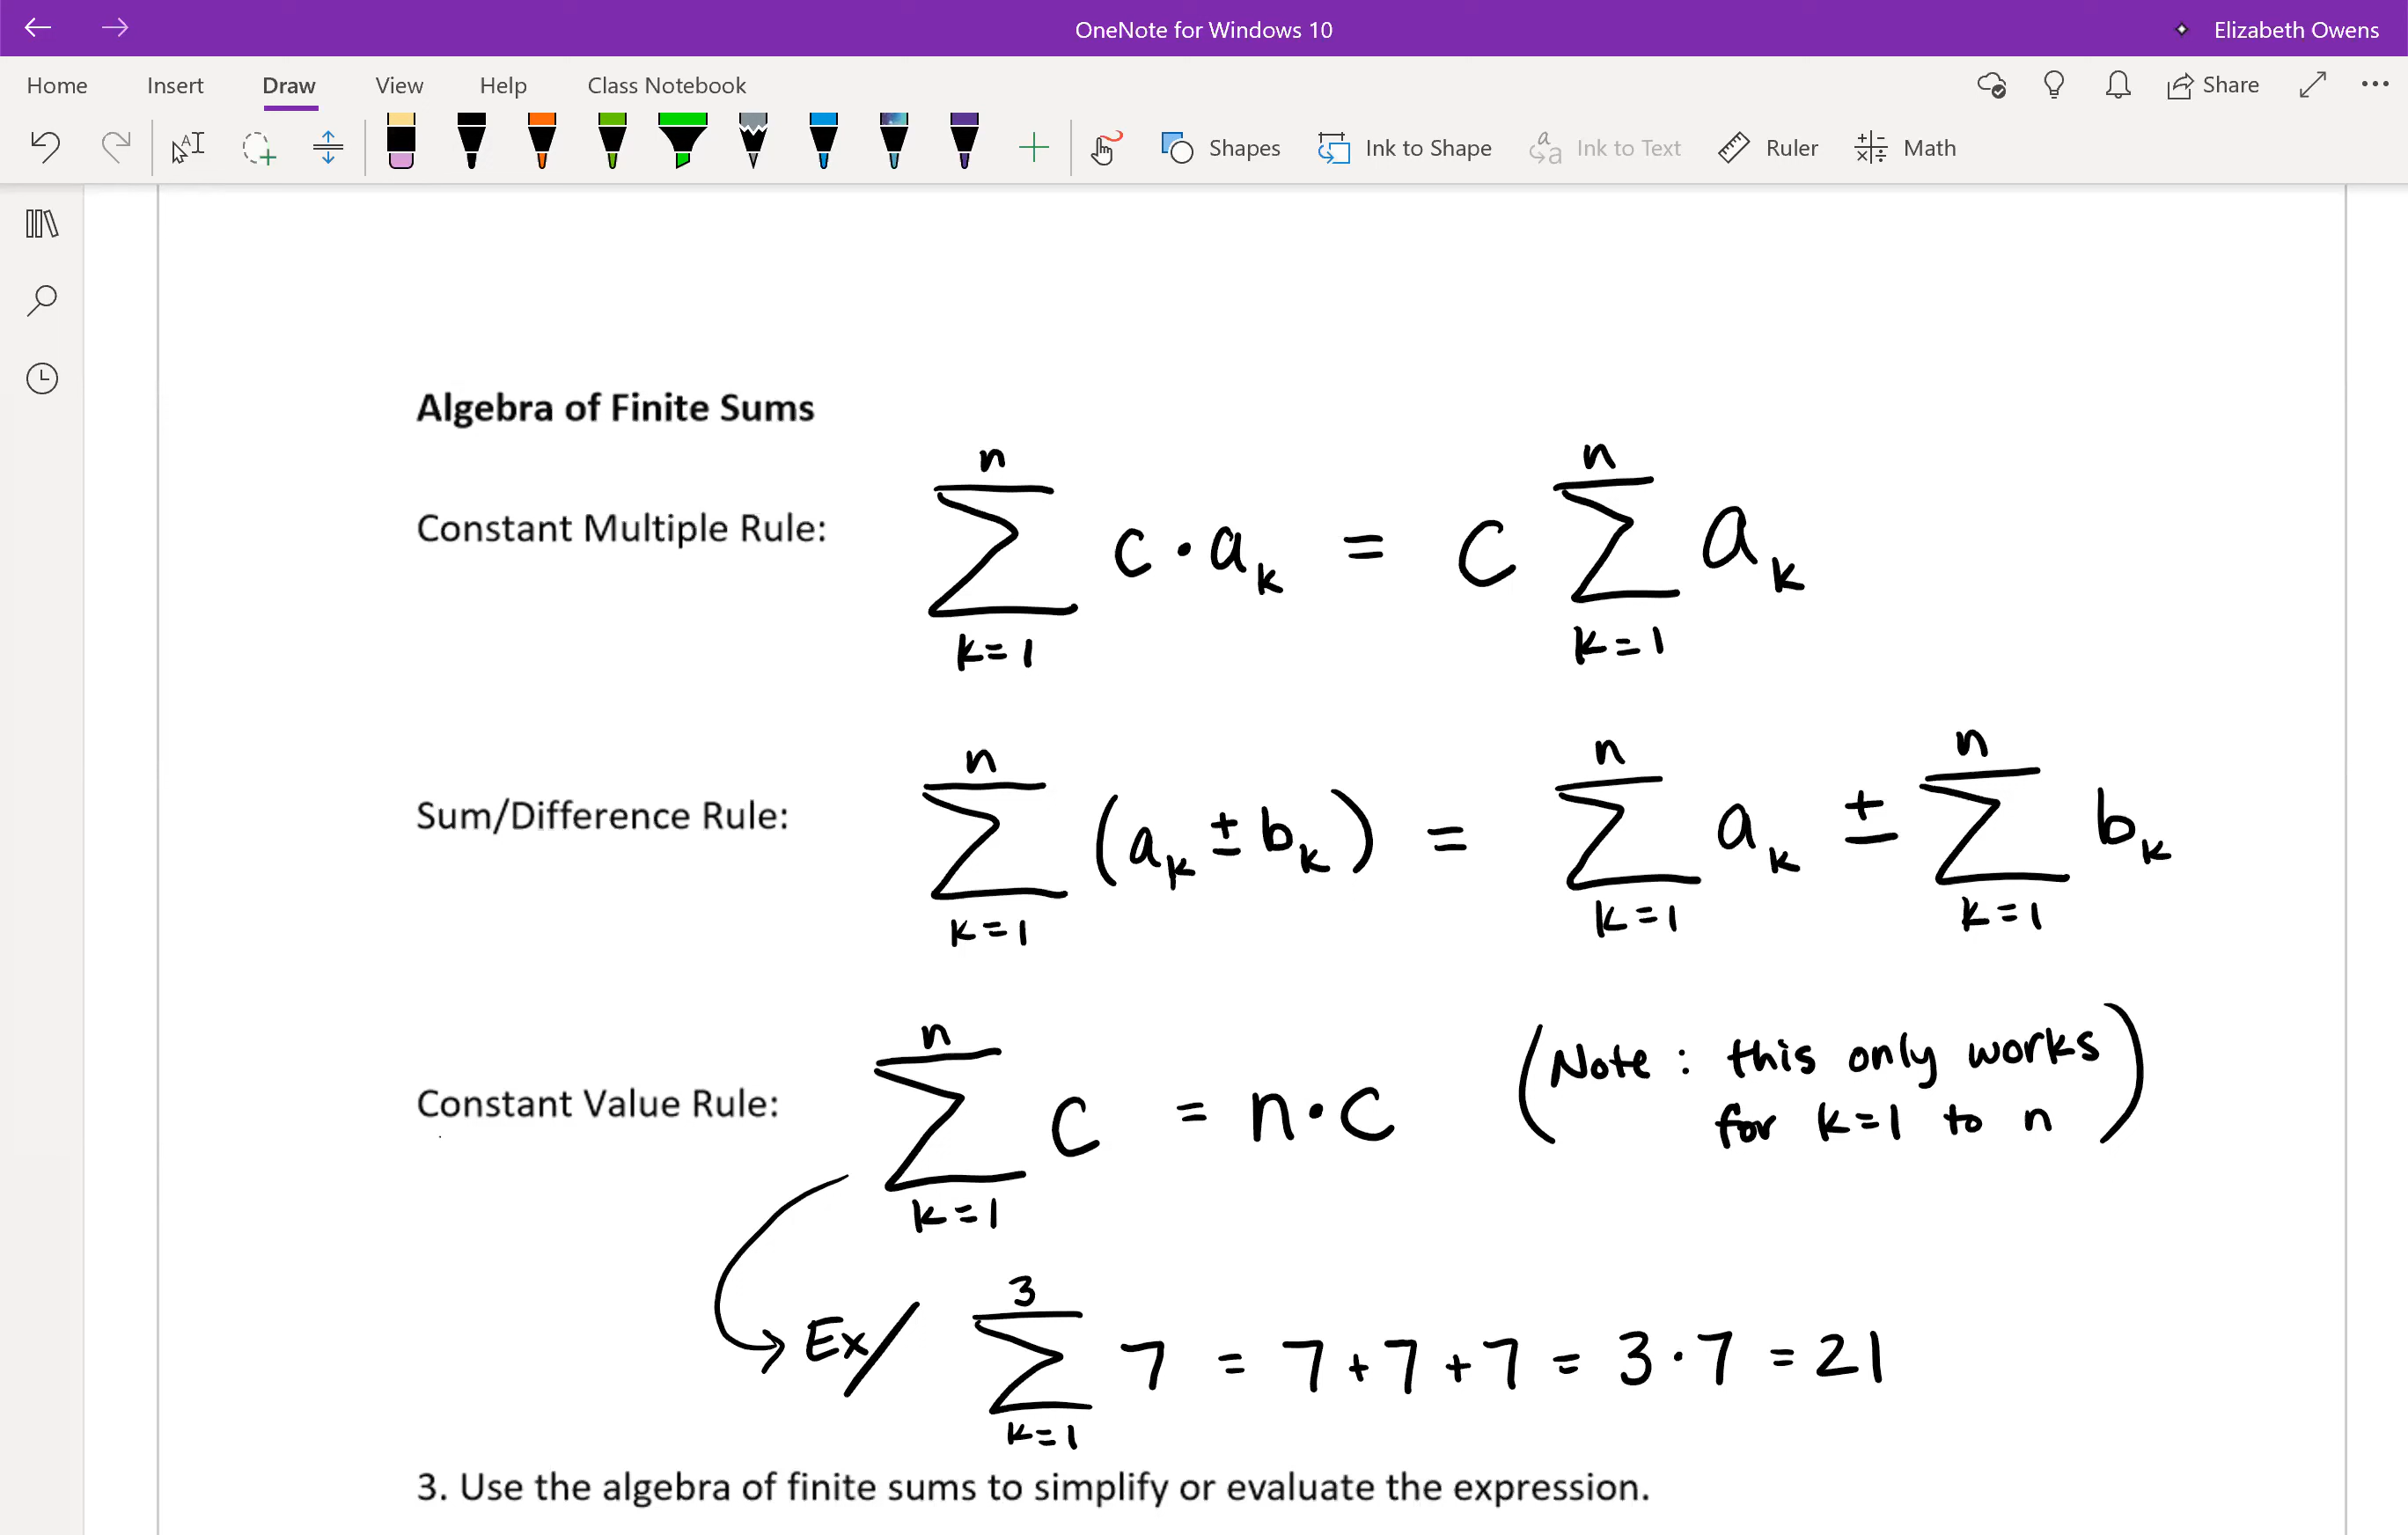 OneNote for Windows 10
Elizabeth Owens
Home Insert Draw View Help Class Notebook
Share
Shapes Ink to Shape Ink to Text Ruler Math
Algebra of Finite Sums
Constant Multiple Rule: n ∑ k=1 c·a_k = c n ∑ k=1 a_k
Sum/Difference Rule: n ∑ k=1 (a_k ± b_k) = n ∑ k=1 a_k ± n ∑ k=1 b_k
Constant Value Rule: n ∑ k=1 c = n·c
(Note: this only works
for k=1 to n)
Ex/ 3 ∑ k=1 7 = 7+7+7 = 3·7 = 21
3. Use the algebra of finite sums to simplify or evaluate the expression.